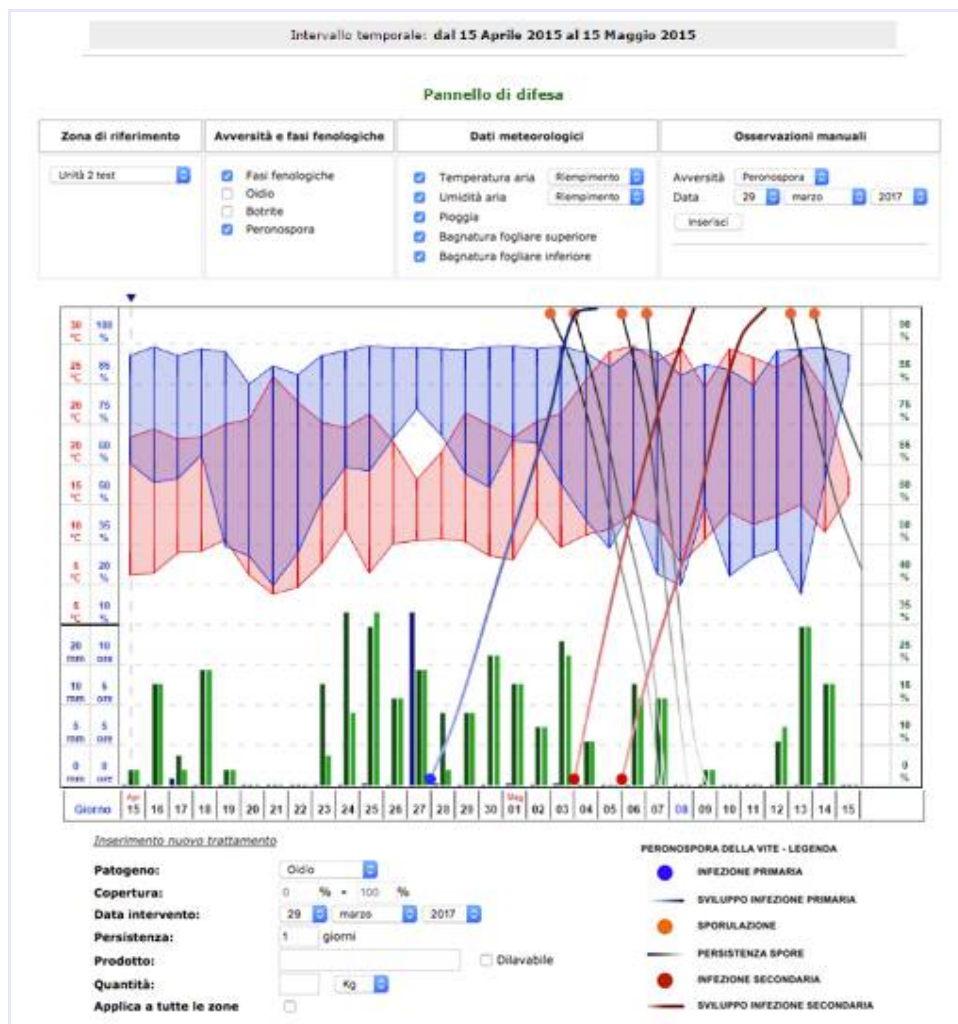 Intervallo temporale: dal 15 Aprile 2015 al 15 Maggio 2015
Pannello di difesa
Zona di riferimento Avversità e fasi fenologiche Dati meteorologici Osservazioni manuali
Unità 2 test Fasi fenologiche Temperatura aria Riempimento Avversità Peronospora
Oidio Umidità aria Riempimento Data 29 marzo 2017
Botrite Pioggia Inserisci
Peronospora Bagnatura fogliare superiore
Bagnatura fogliare inferiore
30 °C 100 % 90 %
25 °C 85 % 85 %
20 °C 75 % 75 %
20 °C 60 % %
15 °C 50 % %
10 °C 35 % 50 %
5 °C 20 % 40 %
5 °C 10 % 35 %
20 mm 10 ore 25 %
10 mm 5 ore 15 %
5 mm 5 ore 10 %
0 mm 0 ore 0 %
Apr Mag
Giorno 15 16 17 18 19 20 21 22 23 24 25 26 27 28 29 30 01 02 03 04 05 06 07 08 09 10 11 12 13 14 15
Inserimento nuovo trattamento
PERONOSPORA DELLA VITE - LEGENDA
Patogeno: Oidio INFEZIONE PRIMARIA
Copertura: 0 % - 100 %
SVILUPPO INFEZIONE PRIMARIA
Data intervento: 29 marzo 2017
SPORULAZIONE
Persistenza: 1 giorni
PERSISTENZA SPORE
Prodotto: Dilavabile
Quantità: Kg INFEZIONE SECONDARIA
Applica a tutte le zone SVILUPPO INFEZIONE SECONDARIA